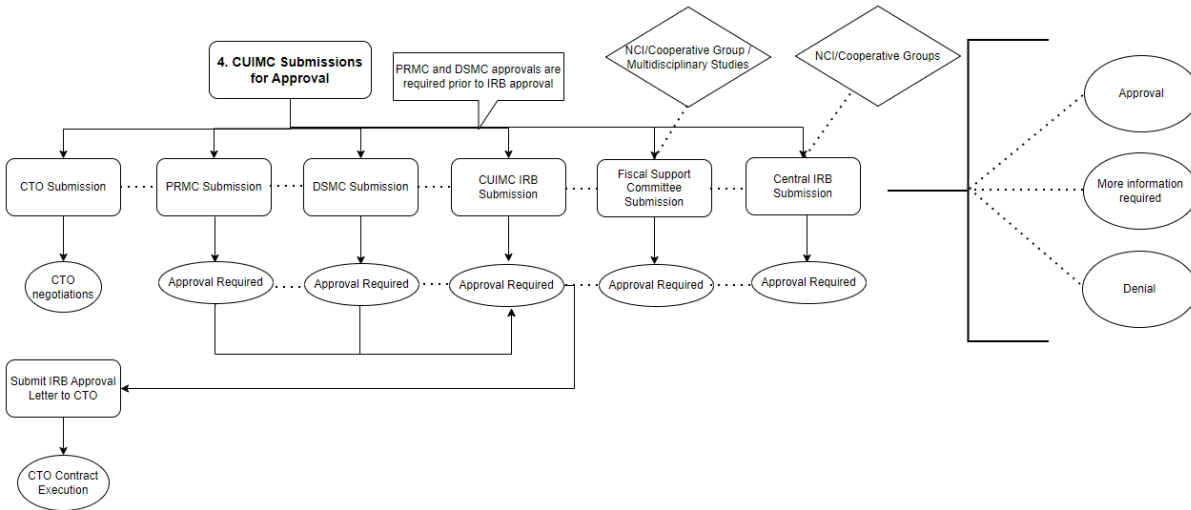 4. CUIMC Submissions
for Approval
PRMC and DSMC approvals are
required prior to IRB approval
NCI/Cooperative Group /
Multidisciplinary Studies
NCI/Cooperative Groups
CTO Submission
PRMC Submission
DSMC Submission
CUIMC IRB
Submission
Fiscal Support
Committee
Submission
Central IRB
Submission
CTO
negotiations
Approval Required
Approval Required
Approval Required
Approval Required
Approval Required
Approval
More information
required
Denial
Submit IRB Approval
Letter to CTO
CTO Contract
Execution